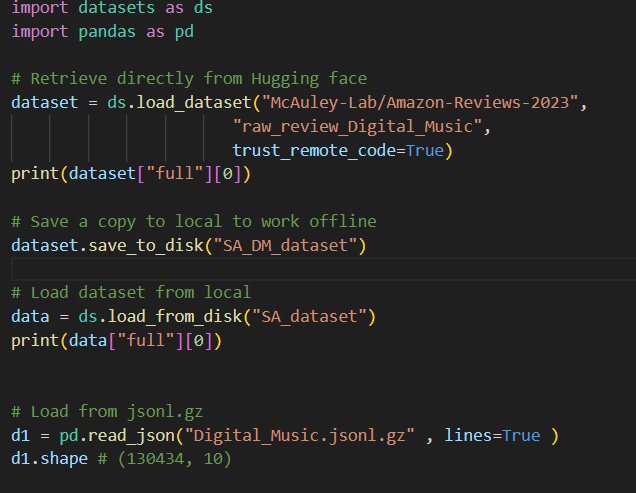 import datasets as ds
import pandas as pd
# Retrieve directly from Hugging face
dataset = ds.load_dataset("McAuley-Lab/Amazon-Reviews-2023",
"raw_review_Digital_Music",
trust_remote_code=True)
print(dataset["full"][0])
# Save a copy to local to work offline
dataset.save_to_disk("SA_DM_dataset")
# Load dataset from local
data = ds.load_from_disk("SA_dataset")
print(data["full"][0])
# Load from jsonl.gz
d1 = pd.read_json("Digital_Music.jsonl.gz" , lines=True )
d1.shape # (130434, 10)